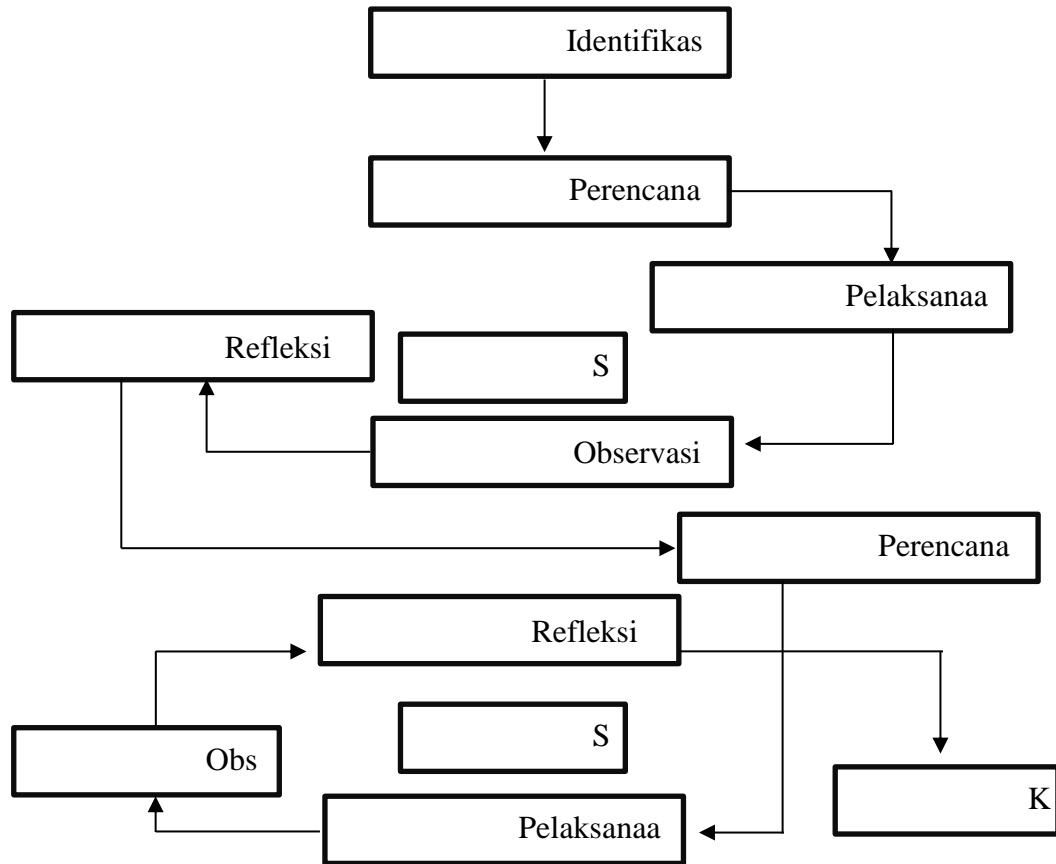 Identifikas
Perencana
Pelaksanaa
Refleksi
S
Observasi
Perencana
Refleksi
S
Obs
K
Pelaksanaa